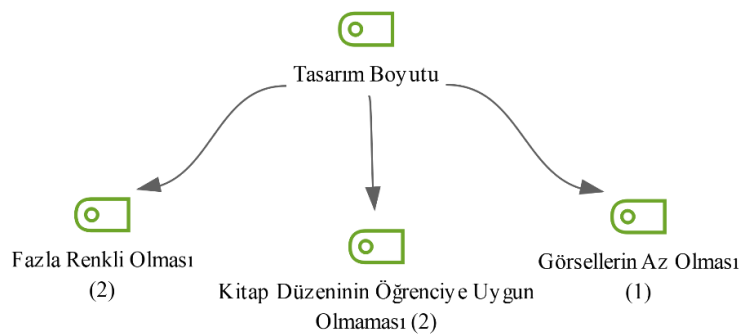 Tasarım Boyutu
Fazla Renkli Olması
(2)
Kitap Düzeninin Öğrenciye Uygun
Olmaması (2)
Görsellerin Az Olması
(1)